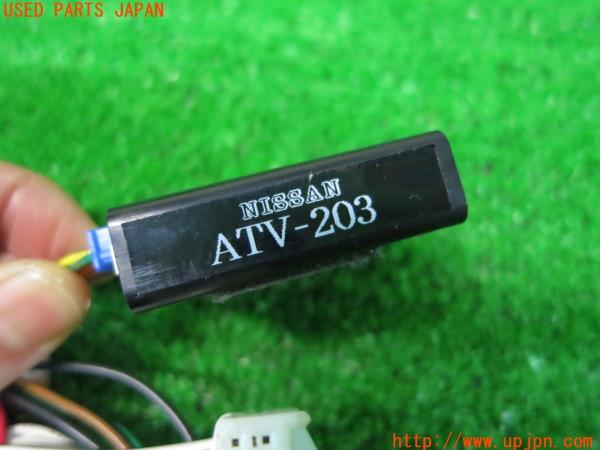 USED PARTS JAPAN
NISSAN
ATV-203
http://www.upjpn.com/